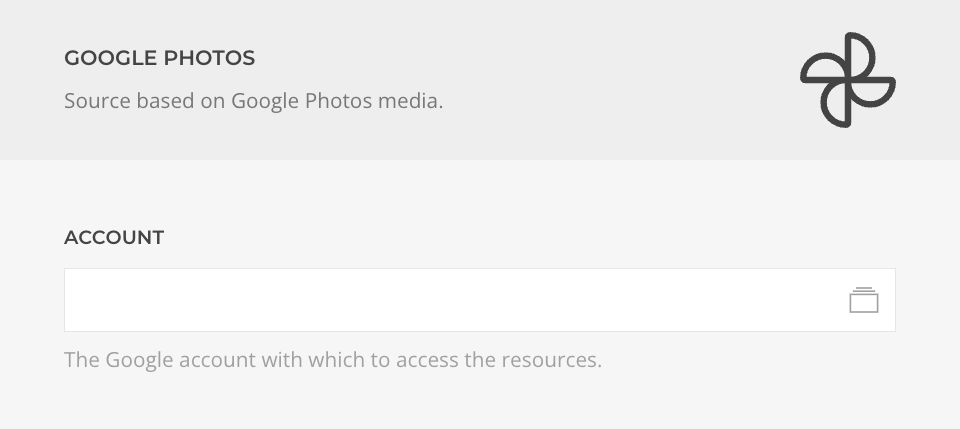 GOOGLE PHOTOS
Source based on Google Photos media.
ACCOUNT
The Google account with which to access the resources.